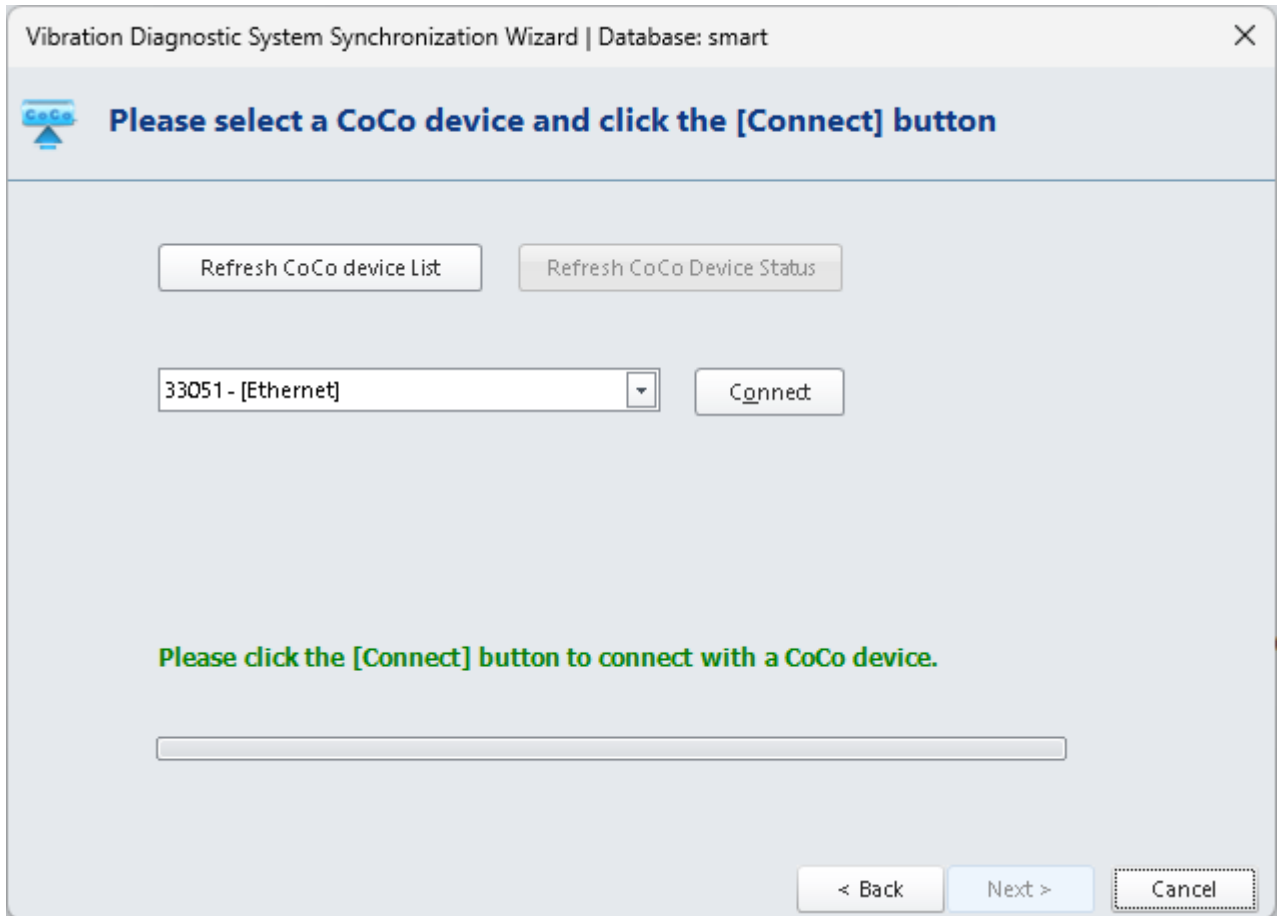 Vibration Diagnostic System Synchronization Wizard | Database: smart
CoCo
Please select a CoCo device and click the [Connect] button
Refresh CoCo device List
Refresh CoCo Device Status
33051 - [Ethernet]
Connect
Please click the [Connect] button to connect with a CoCo device.
< Back
Next >
Cancel